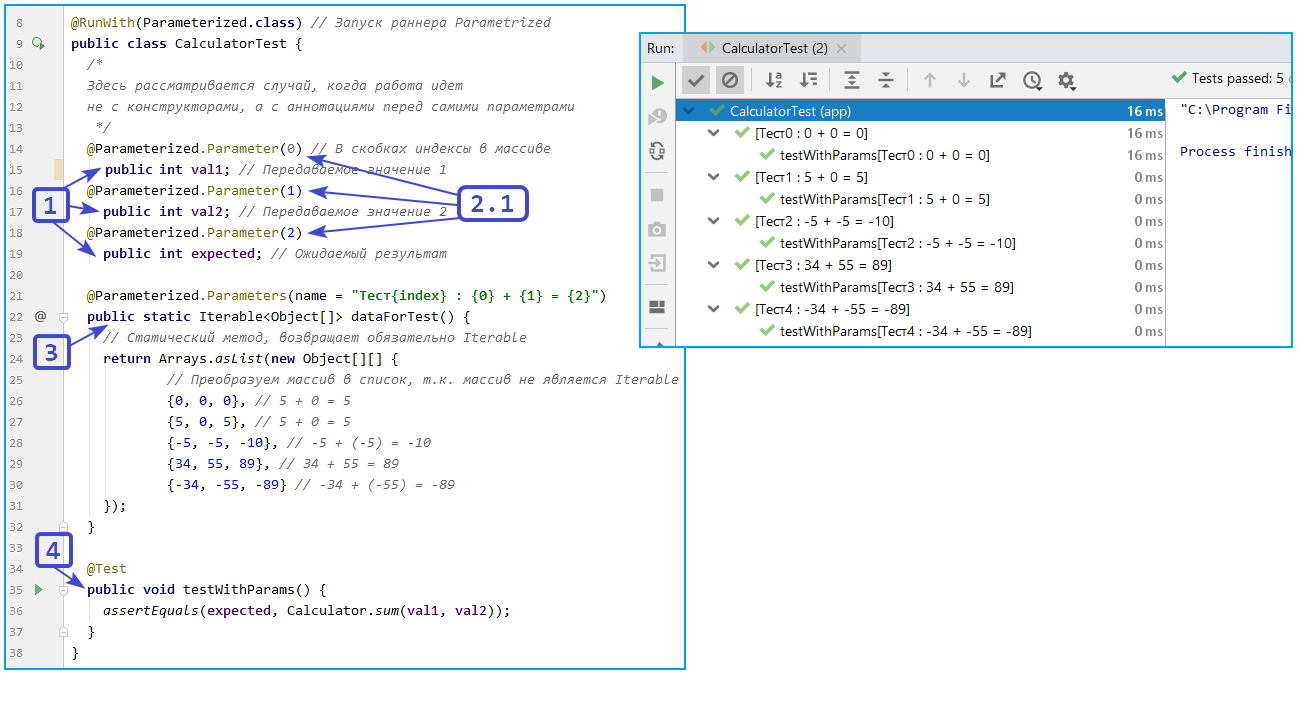 8 @RunWith(Parameterized.class) // Запуск раннера Parametrized
9 public class CalculatorTest {
10 /*
11 Здесь рассматривается случай, когда работа идет
12 не с конструкторами, а с аннотациями перед самими параметрами
13 */
14 @Parameterized.Parameter(0) // В скобках индексы в массиве
15 public int val1; // Передаваемое значение 1
16 @Parameterized.Parameter(1)
1
2.1
17 public int val2; // Передаваемое значение 2
18 @Parameterized.Parameter(2)
19 public int expected; // Ожидаемый результат
20
21 @Parameterized.Parameters(name = "Тест{index} : {0} + {1} = {2}")
22 @ public static Iterable<Object[]> dataForTest() {
23 // Статический метод, возвращает обязательно Iterable
3
24 return Arrays.asList(new Object[][] {
25 // Преобразуем массив в список, т.к. массив не является Iterable
26 {0, 0, 0}, // 5 + 0 = 5
27 {5, 0, 5}, // 5 + 0 = 5
28 {-5, -5, -10}, // -5 + (-5) = -10
29 {34, 55, 89}, // 34 + 55 = 89
30 {-34, -55, -89} // -34 + (-55) = -89
31 });
32 }
33
4
34 @Test
35 public void testWithParams() {
36 assertEquals(expected, Calculator.sum(val1, val2));
37 }
38 }
Run: CalculatorTest (2)
Tests passed: 5
CalculatorTest (app) 16 ms
[Тест0 : 0 + 0 = 0] 16 ms
testWithParams[Тест0 : 0 + 0 = 0] 16 ms
[Тест1 : 5 + 0 = 5] 0 ms
testWithParams[Тест1 : 5 + 0 = 5] 0 ms
[Тест2 : -5 + -5 = -10] 0 ms
testWithParams[Тест2 : -5 + -5 = -10] 0 ms
[Тест3 : 34 + 55 = 89] 0 ms
testWithParams[Тест3 : 34 + 55 = 89] 0 ms
[Тест4 : -34 + -55 = -89] 0 ms
testWithParams[Тест4 : -34 + -55 = -89] 0 ms
"C:\Program Fi
Process finish